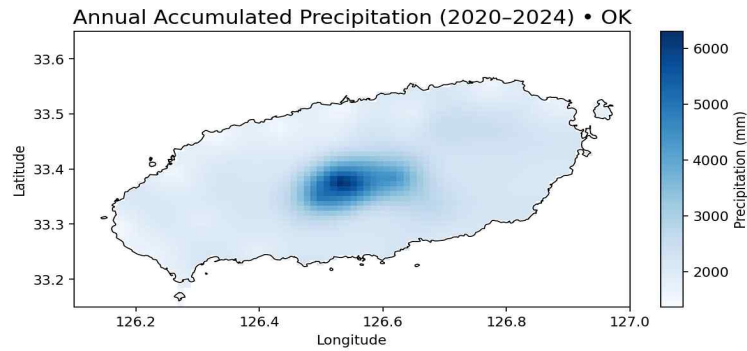 Annual Accumulated Precipitation (2020–2024) • OK
33.6
33.5
33.4
33.3
33.2
Latitude
126.2 126.4 126.6 126.8 127.0
Longitude
6000
5000
4000
3000
2000
Precipitation (mm)